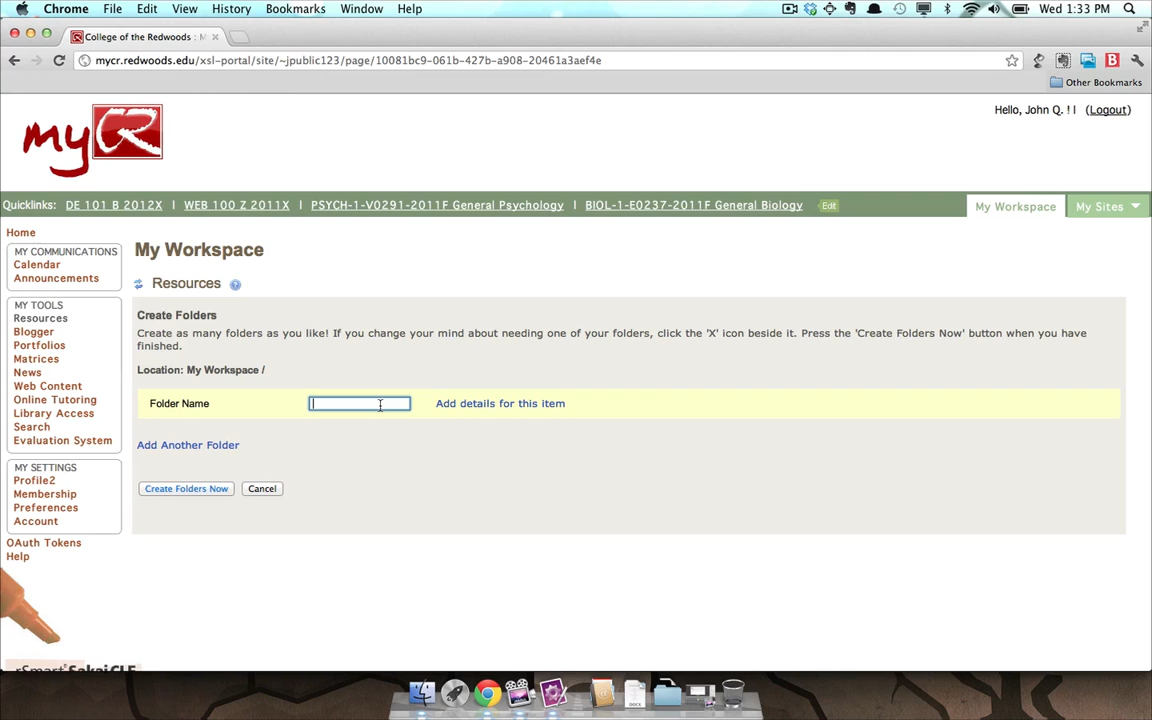 Chrome File Edit View History Bookmarks Window Help Wed 1:33 PM
College of the Redwoods : M
mycr.redwoods.edu/xsl-portal/site/~jpublic123/page/10081bc9-061b-427b-a908-20461a3aef4e
Other Bookmarks
my R
Hello, John Q. ! | (Logout)
Quicklinks: DE 101 B 2012X | WEB 100 Z 2011X | PSYCH-1-V0291-2011F General Psychology | BIOL-1-E0237-2011F General Biology Edit My Workspace My Sites
Home
MY COMMUNICATIONS
Calendar
Announcements
MY TOOLS
Resources
Blogger
Portfolios
Matrices
News
Web Content
Online Tutoring
Library Access
Search
Evaluation System
MY SETTINGS
Profile2
Membership
Preferences
Account
OAuth Tokens
Help
rSmart Sakai CLE
My Workspace
Resources ?
Create Folders
Create as many folders as you like! If you change your mind about needing one of your folders, click the 'X' icon beside it. Press the 'Create Folders Now' button when you have
finished.
Location: My Workspace /
Folder Name Add details for this item
Add Another Folder
Create Folders Now Cancel
DOCX